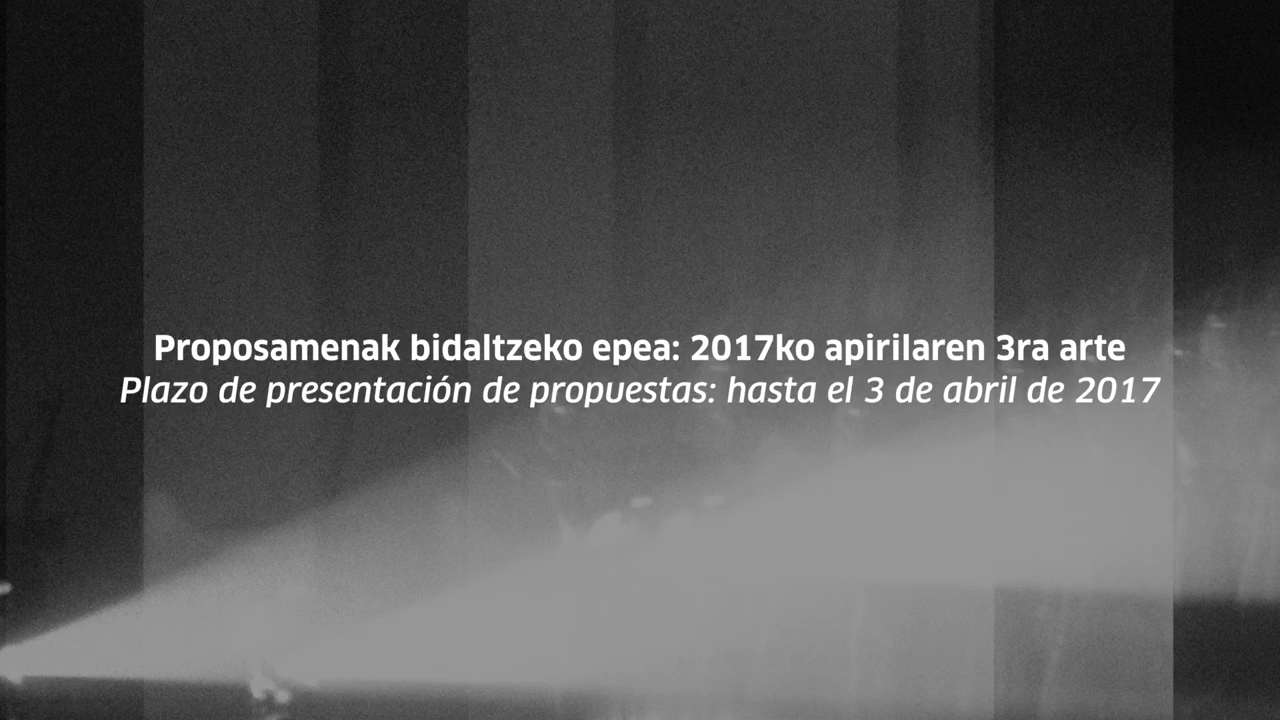 Proposamenak bidaltzeko epea: 2017ko apirilaren 3ra arte
Plazo de presentación de propuestas: hasta el 3 de abril de 2017